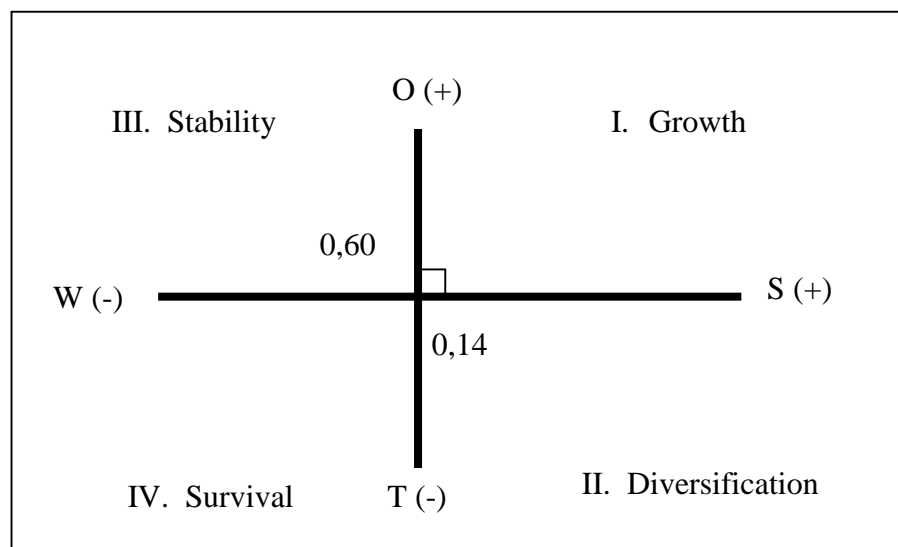 O (+)
III. Stability
I. Growth
0,60
W (-)
S (+)
0,14
IV. Survival
T (-)
II. Diversification